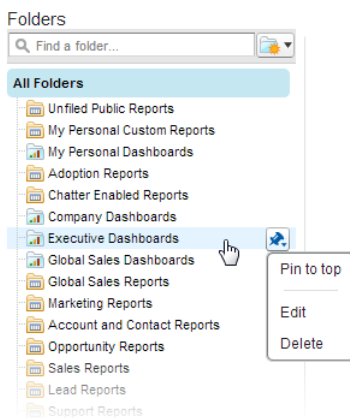 Folders
Find a folder...
All Folders
Unfiled Public Reports
My Personal Custom Reports
My Personal Dashboards
Adoption Reports
Chatter Enabled Reports
Company Dashboards
Executive Dashboards
Global Sales Dashboards
Pin to top
Global Sales Reports
Marketing Reports
Edit
Account and Contact Reports
Opportunity Reports
Delete
Sales Reports
Lead Reports
Support Reports